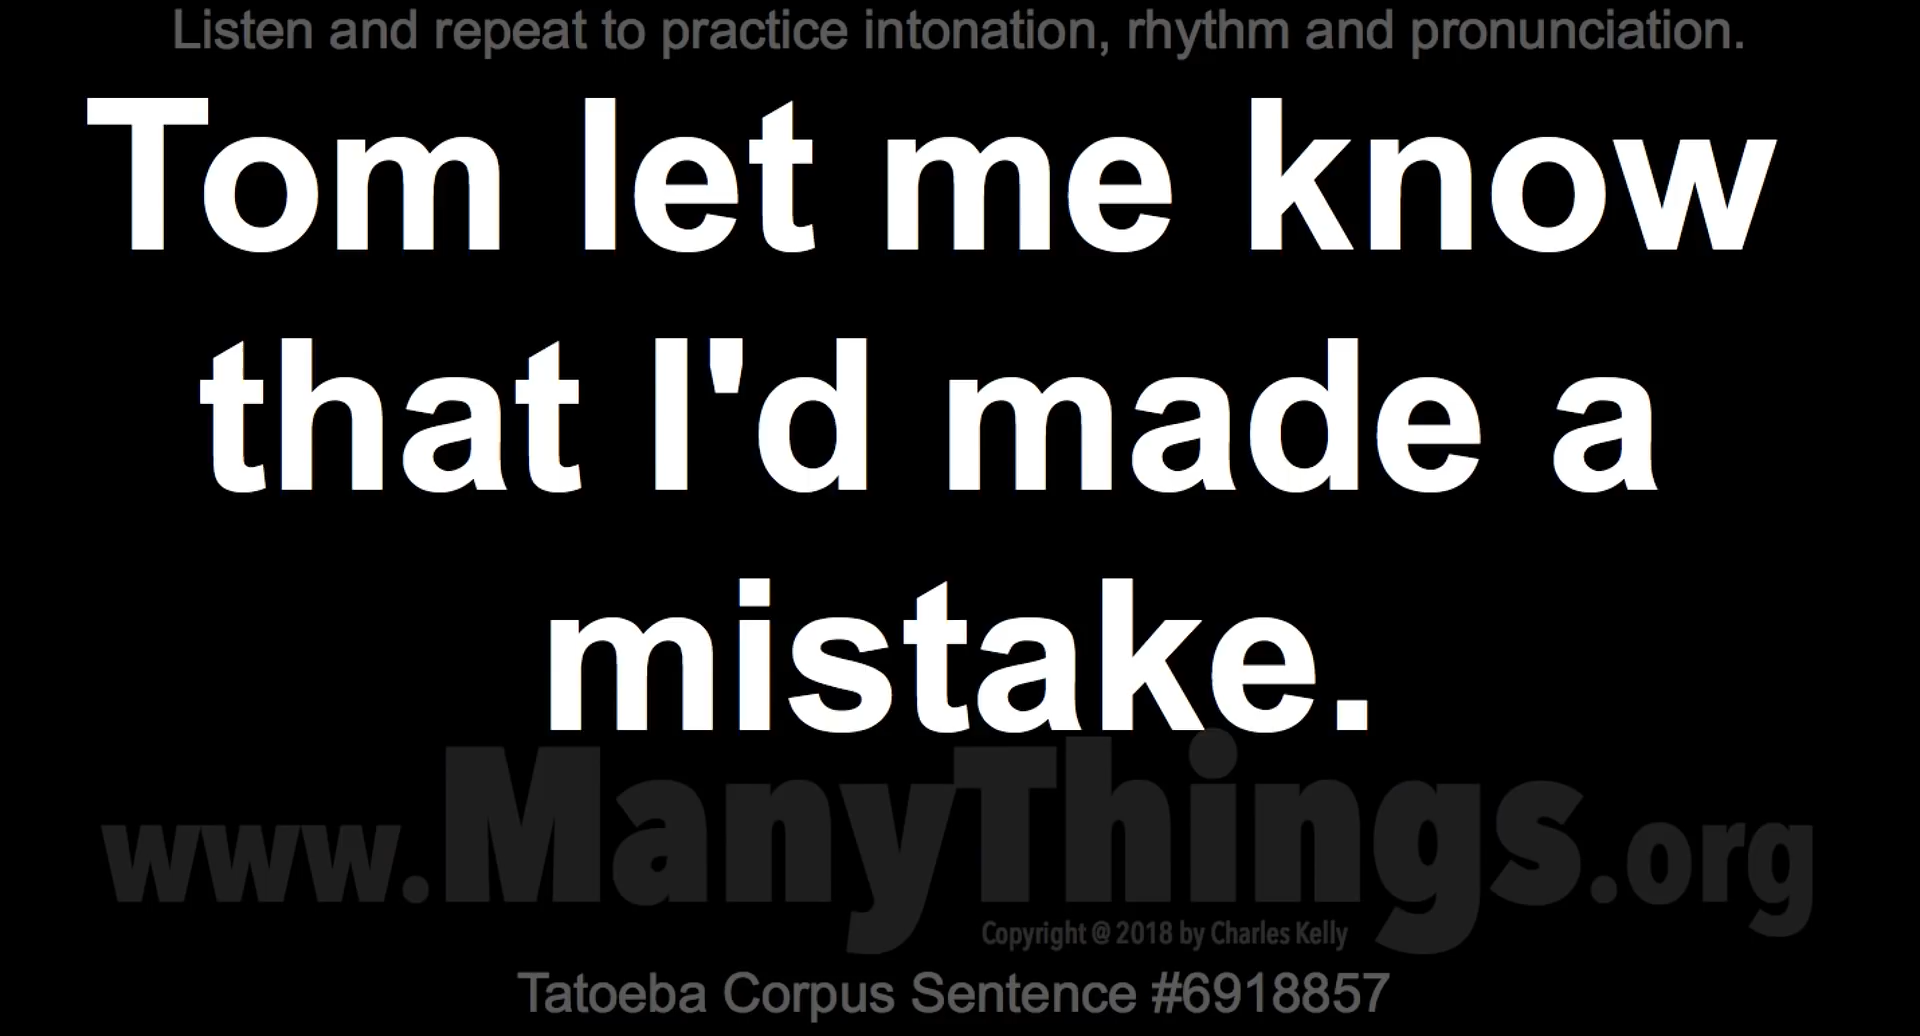 Listen and repeat to practice intonation, rhythm and pronunciation.
Tom let me know
that I'd made a
mistake.
www.ManyThings.org
Copyright @ 2018 by Charles Kelly
Tatoeba Corpus Sentence #6918857